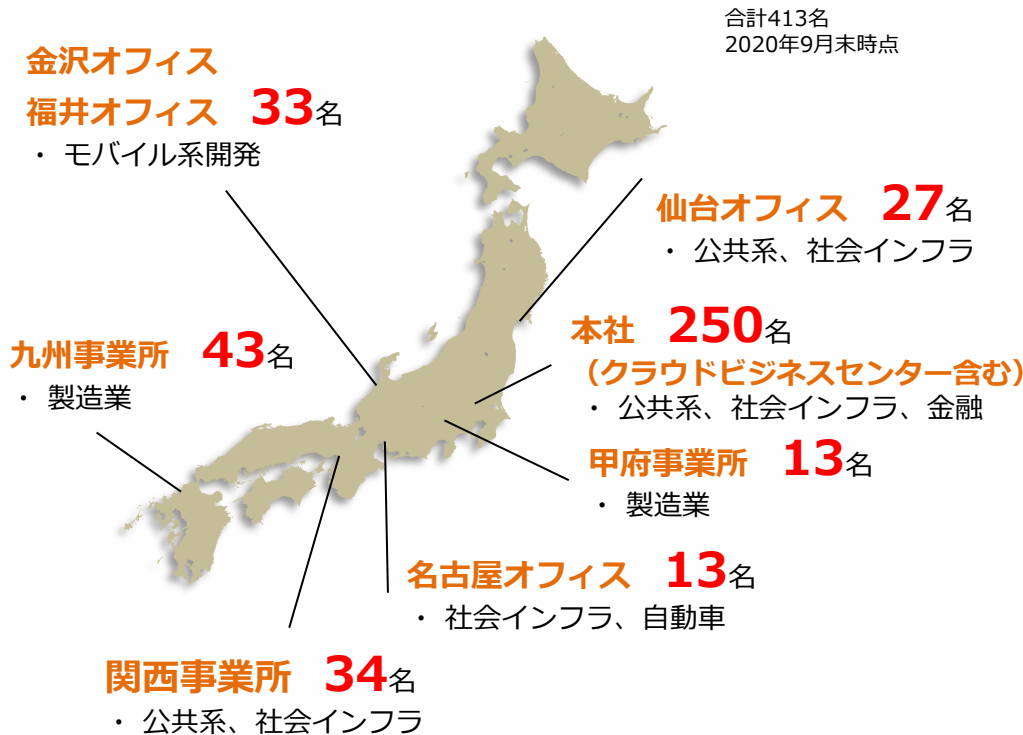 合計413名
2020年9月末時点
金沢オフィス
福井オフィス 33名
・ モバイル系開発
仙台オフィス 27名
・ 公共系、社会インフラ
本社 250名
（クラウドビジネスセンター含む）
・ 公共系、社会インフラ、金融
九州事業所 43名
・ 製造業
甲府事業所 13名
・ 製造業
名古屋オフィス 13名
・ 社会インフラ、自動車
関西事業所 34名
・ 公共系、社会インフラ